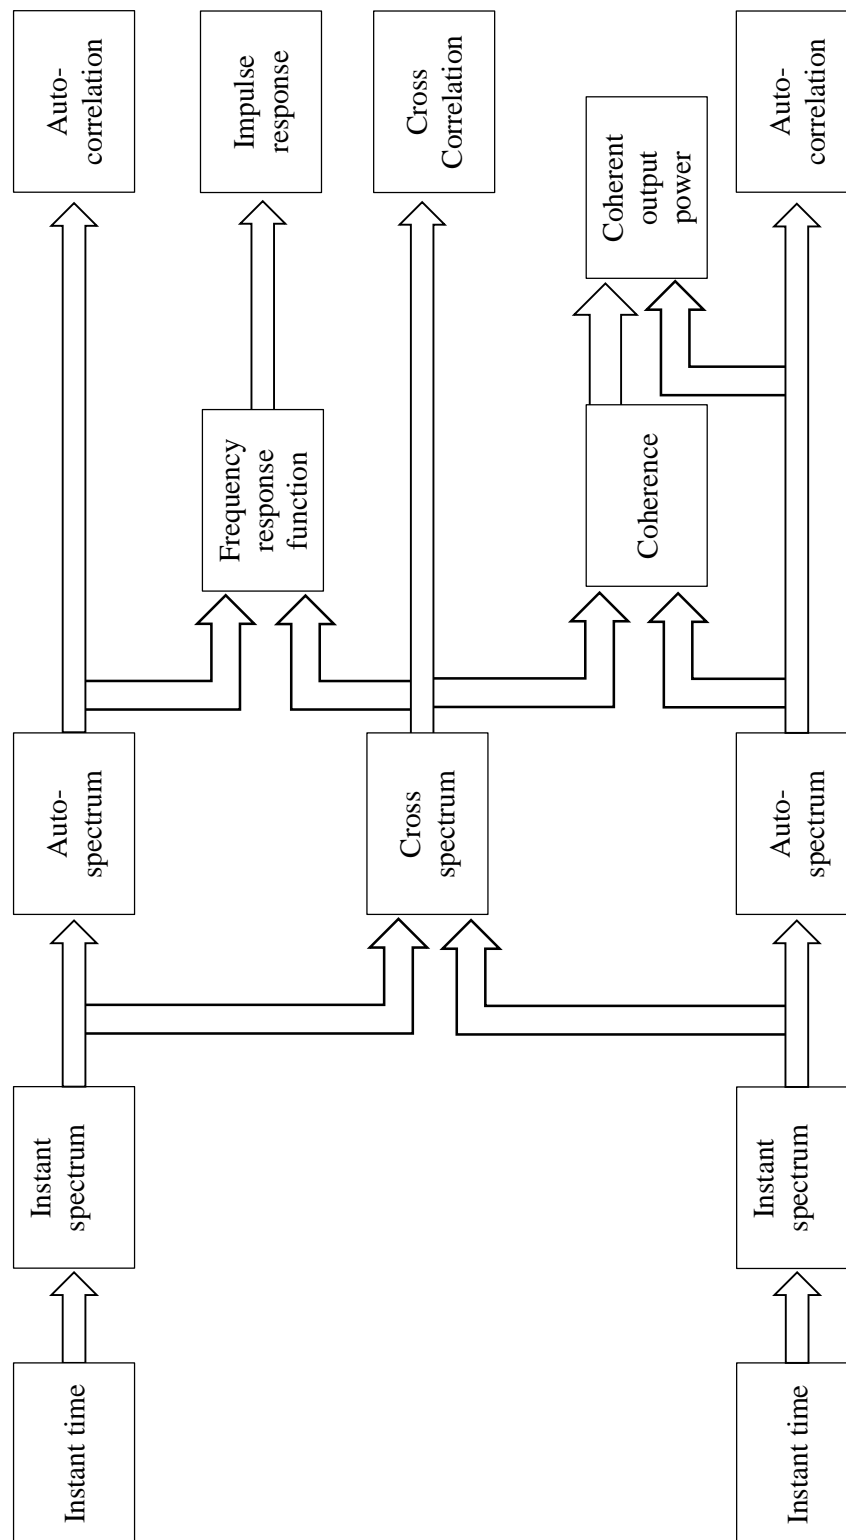 Instant time
Instant
spectrum
Auto-
spectrum
Auto-
correlation
Frequency
response
function
Impulse
response
Cross
spectrum
Cross
Correlation
Coherence
Coherent
output
power
Instant time
Instant
spectrum
Auto-
spectrum
Auto-
correlation